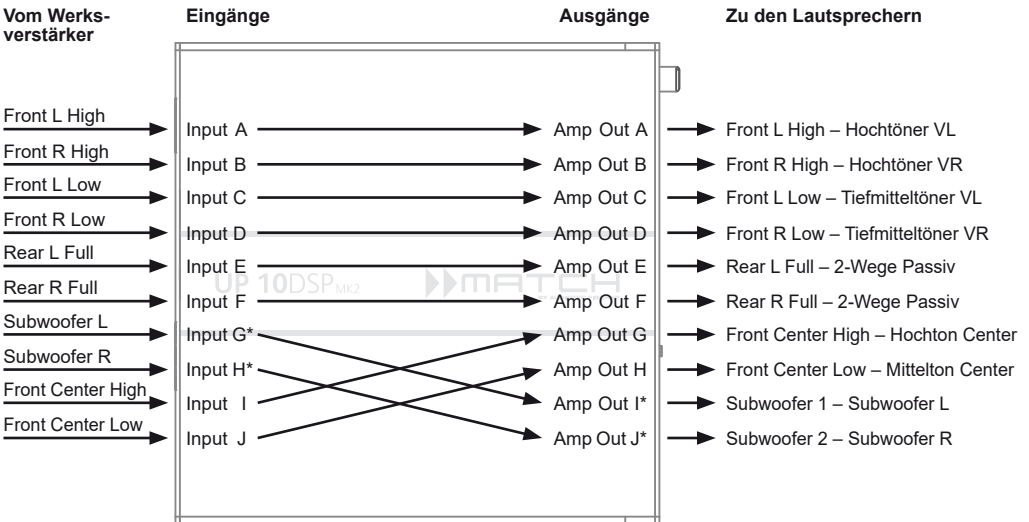 Vom Werks-
verstärker
Eingänge
Ausgänge
Zu den Lautsprechern
Front L High
Input A
Amp Out A
Front L High – Hochtöner VL
Front R High
Input B
Amp Out B
Front R High – Hochtöner VR
Front L Low
Input C
Amp Out C
Front L Low – Tiefmitteltöner VL
Front R Low
Input D
Amp Out D
Front R Low – Tiefmitteltöner VR
Rear L Full
Input E
Amp Out E
Rear L Full – 2-Wege Passiv
UP 10DSP MK2
MATCH
Rear R Full
Input F
Amp Out F
Rear R Full – 2-Wege Passiv
Subwoofer L
Input G*
Amp Out G
Front Center High – Hochton Center
Subwoofer R
Input H*
Amp Out H
Front Center Low – Mittelton Center
Front Center High
Input I
Amp Out I*
Subwoofer 1 – Subwoofer L
Front Center Low
Input J
Amp Out J*
Subwoofer 2 – Subwoofer R